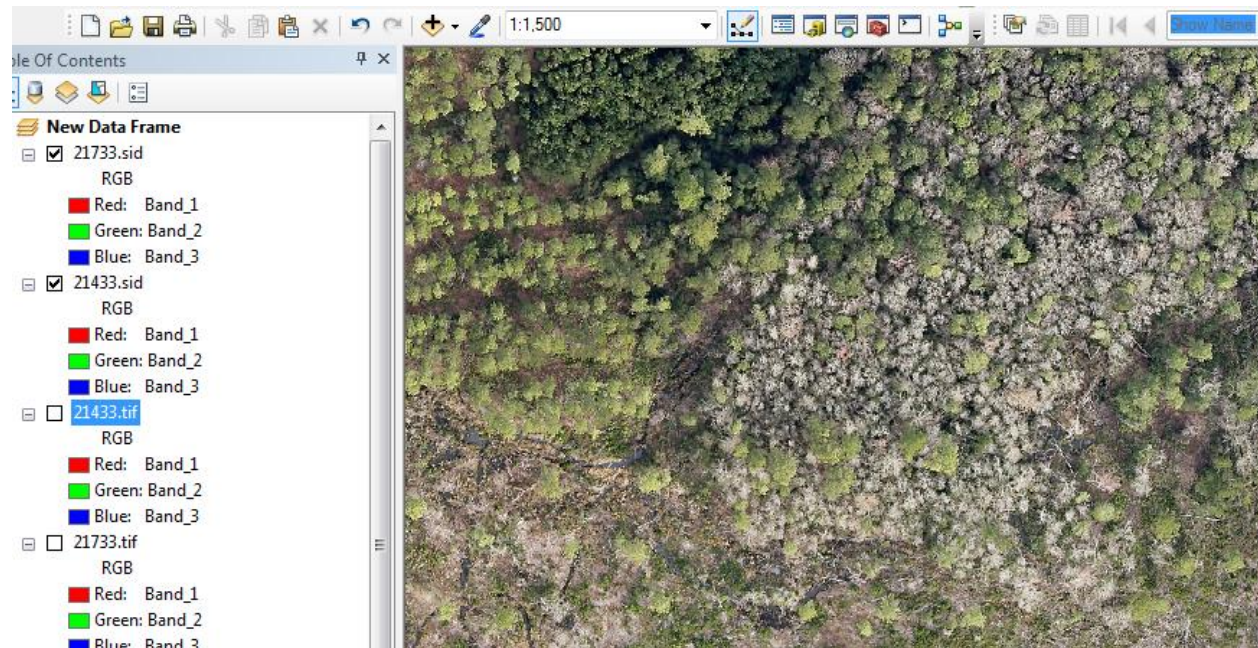 1:1,500
Show Name
ble Of Contents
New Data Frame
21733.sid
RGB
Red: Band_1
Green: Band_2
Blue: Band_3
21433.sid
RGB
Red: Band_1
Green: Band_2
Blue: Band_3
21433.tif
RGB
Red: Band_1
Green: Band_2
Blue: Band_3
21733.tif
RGB
Red: Band_1
Green: Band_2
Blue: Band_3